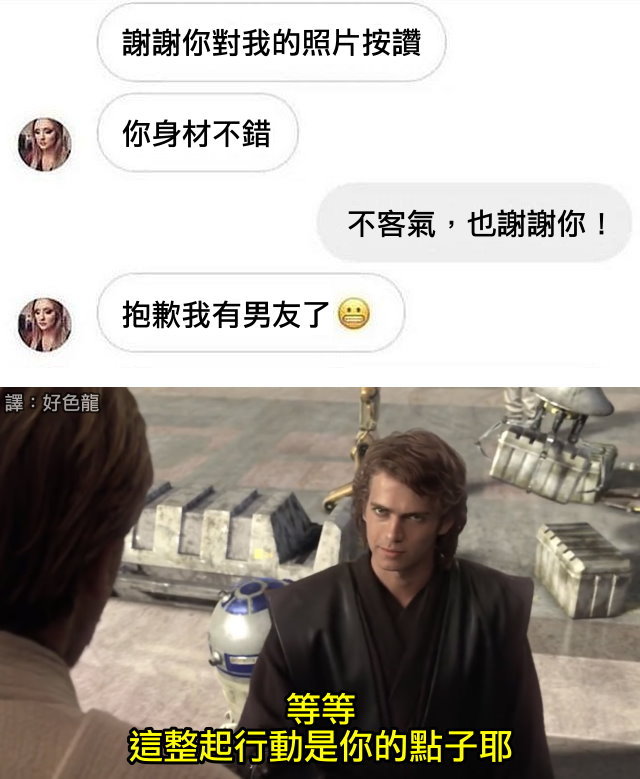 謝謝你對我的照片按讚
你身材不錯
不客氣，也謝謝你！
抱歉我有男友了😬
譯：好色龍
等等
這整起行動是你的點子耶